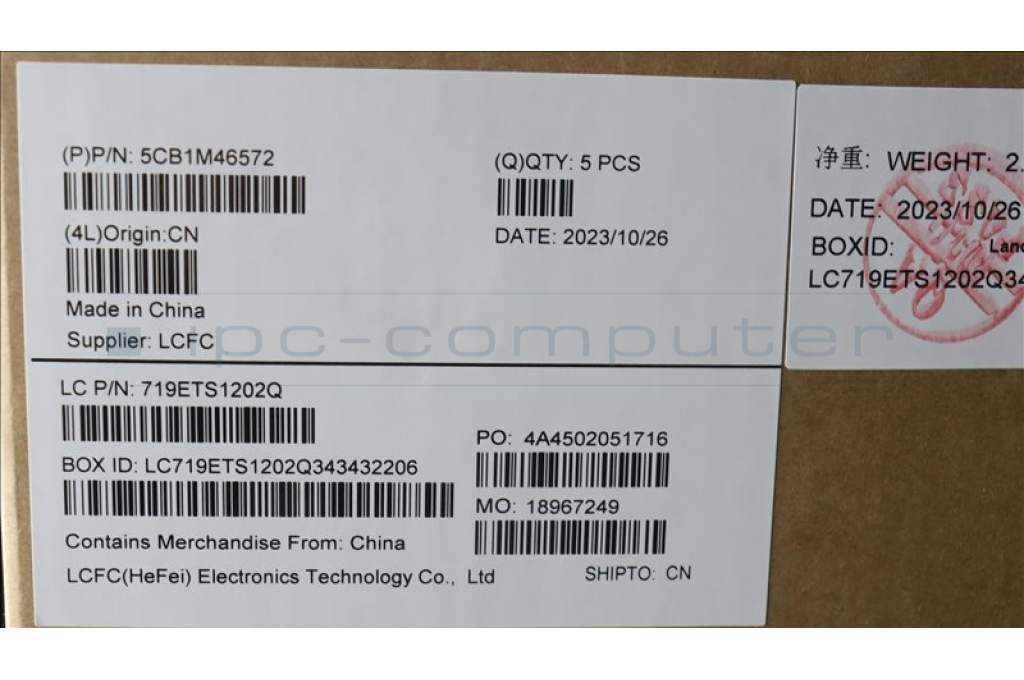 (P)P/N: 5CB1M46572
(Q)QTY: 5 PCS
(4L)Origin:CN
DATE: 2023/10/26
Made in China
Supplier: LCFC
LC P/N: 719ETS1202Q
PO: 4A4502051716
BOX ID: LC719ETS1202Q343432206
MO: 18967249
Contains Merchandise From: China
LCFC(HeFei) Electronics Technology Co., Ltd
SHIPTO: CN
净重: WEIGHT: 2.
DATE: 2023/10/26
BOXID:
LC719ETS1202Q34
ipc-computer